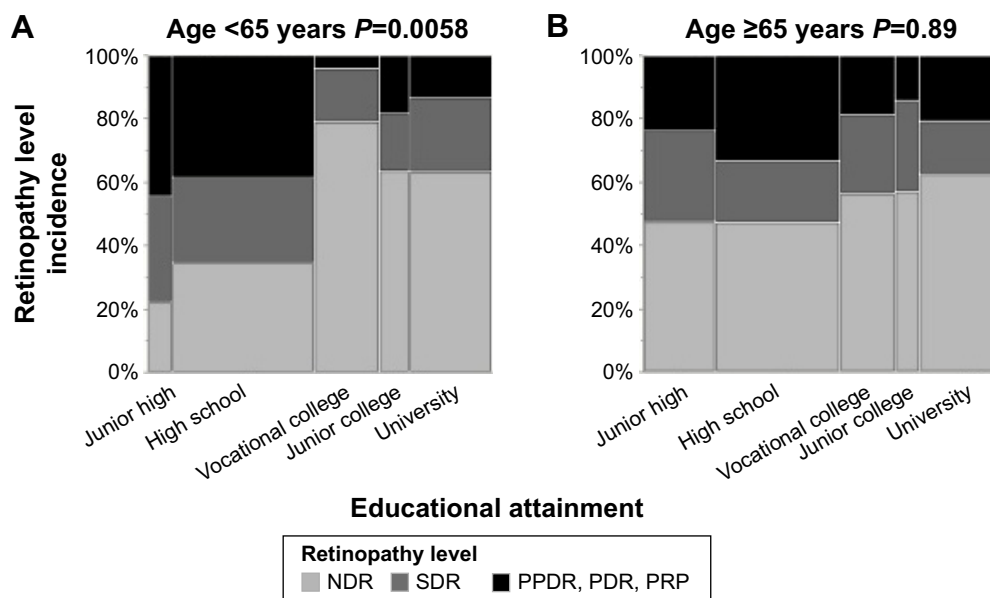 A
Age <65 years P=0.0058
B
Age ≥65 years P=0.89
Retinopathy level
incidence
100%
80%
60%
40%
20%
0%
Junior high
High school
Vocational college
Junior college
University
100%
80%
60%
40%
20%
0%
Junior high
High school
Vocational college
Junior college
University
Educational attainment
Retinopathy level
NDR SDR PPDR, PDR, PRP